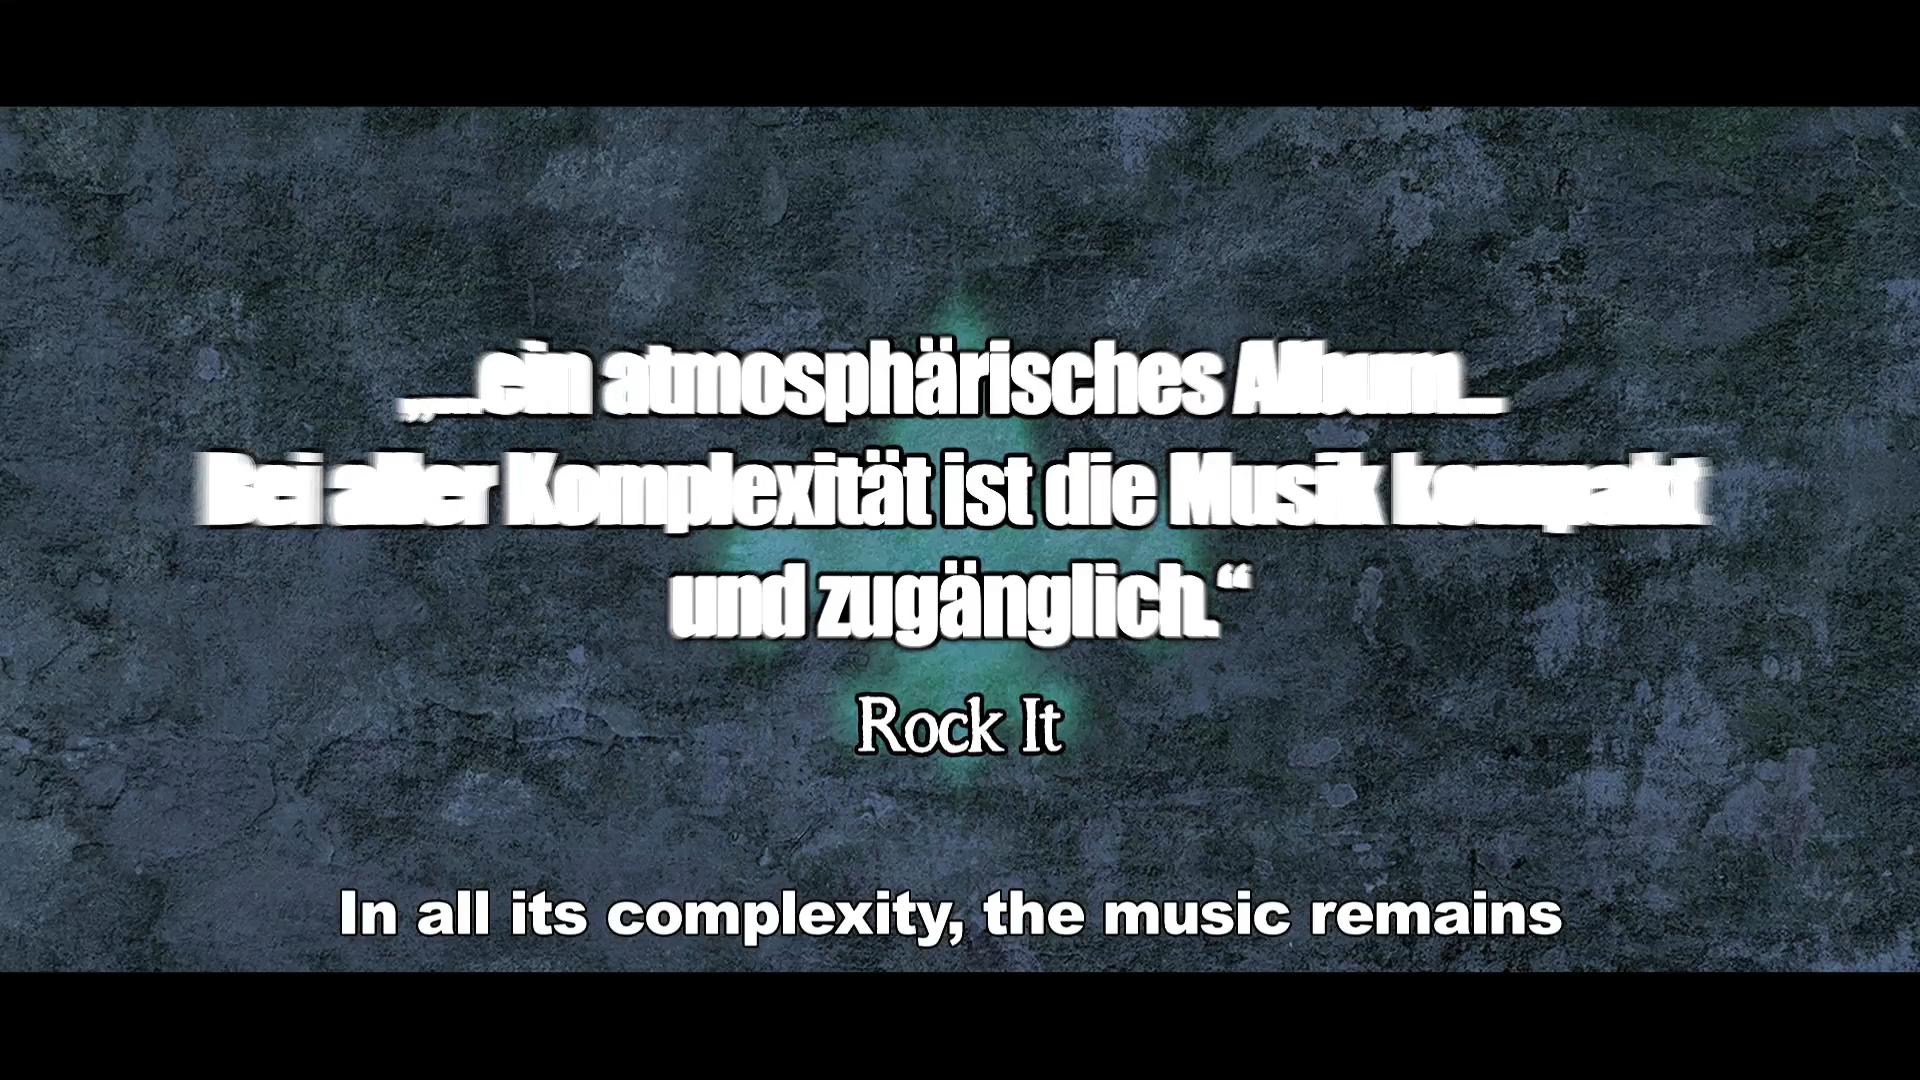 „...ein atmosphärisches Album...
Bei aller Komplexität ist die Musik kompakt
und zugänglich.“
Rock It
In all its complexity, the music remains